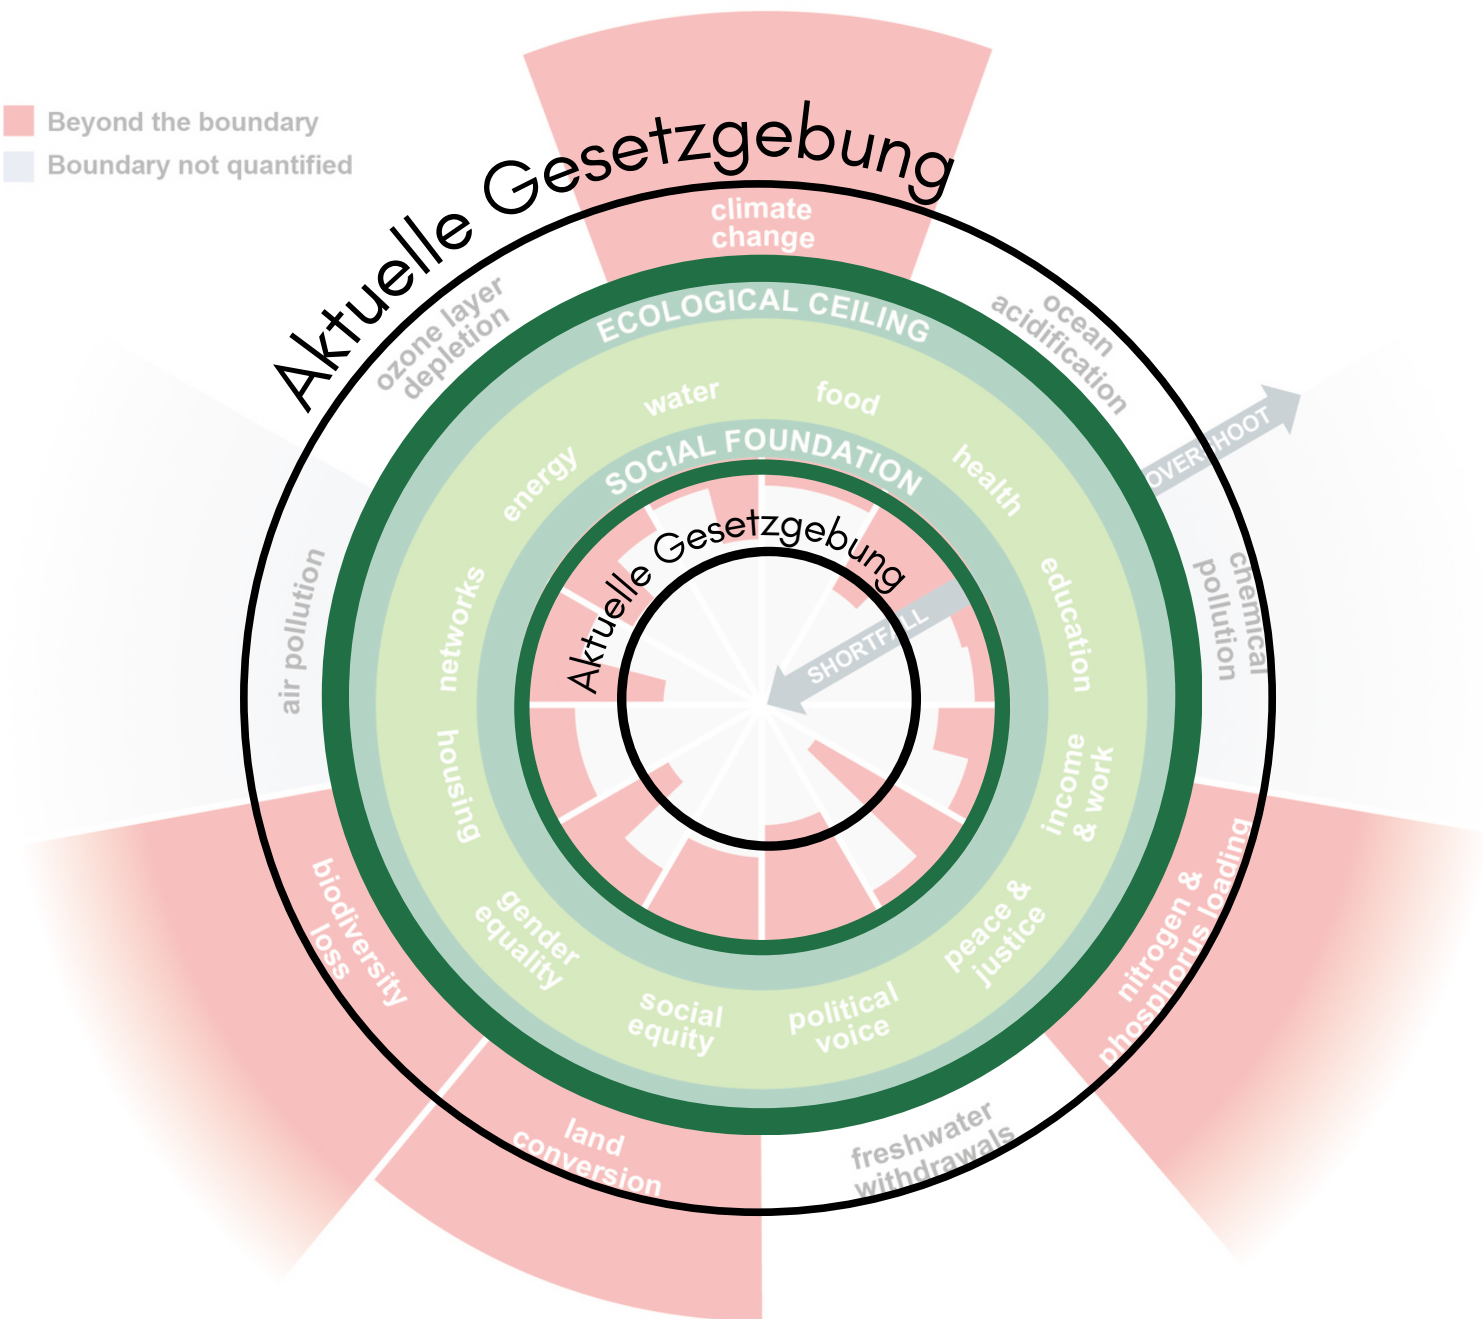 Beyond the boundary
Boundary not quantified
Aktuelle Gesetzgebung
climate
change
ozone layer
depletion
ocean
acidification
ECOLOGICAL CEILING
water
food
SOCIAL FOUNDATION
energy
health
OVERSHOOT
Aktuelle Gesetzgebung
SHORTFALL
networks
education
air pollution
chemical
pollution
housing
income
& work
biodiversity
loss
nitrogen &
phosphorus loading
gender
equality
peace &
justice
social
equity
political
voice
land
conversion
freshwater
withdrawals